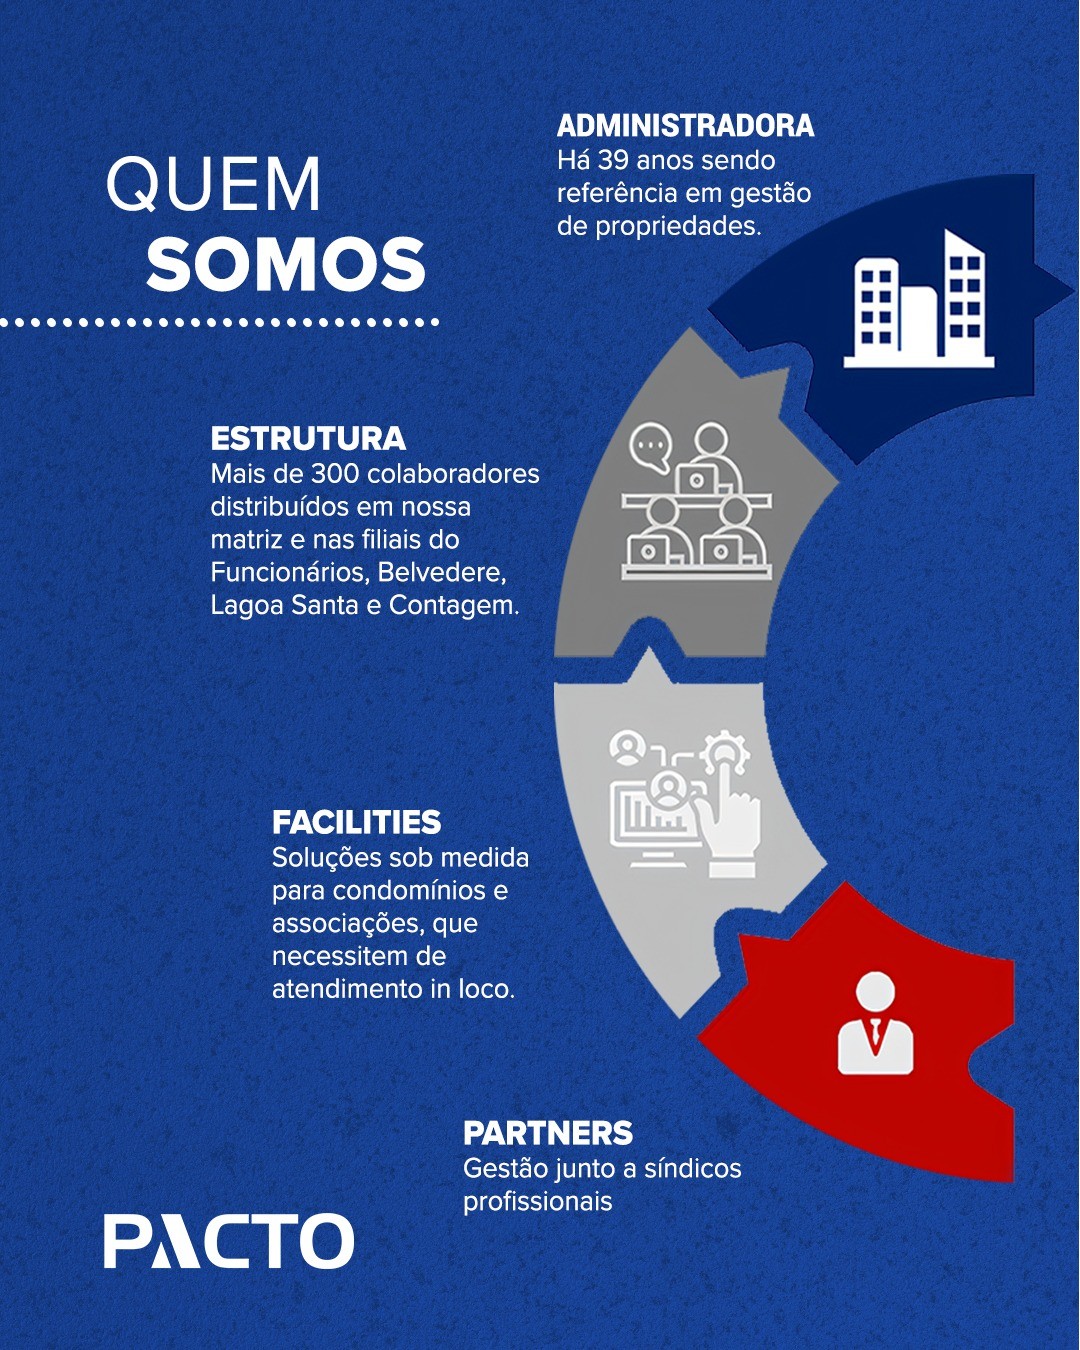 QUEM
SOMOS
ADMINISTRADORA
Há 39 anos sendo
referência em gestão
de propriedades.
ESTRUTURA
Mais de 300 colaboradores
distribuídos em nossa
matriz e nas filiais do
Funcionários, Belvedere,
Lagoa Santa e Contagem.
FACILITIES
Soluções sob medida
para condomínios e
associações, que
necessitem de
atendimento in loco.
PARTNERS
Gestão junto a síndicos
profissionais
PACTO